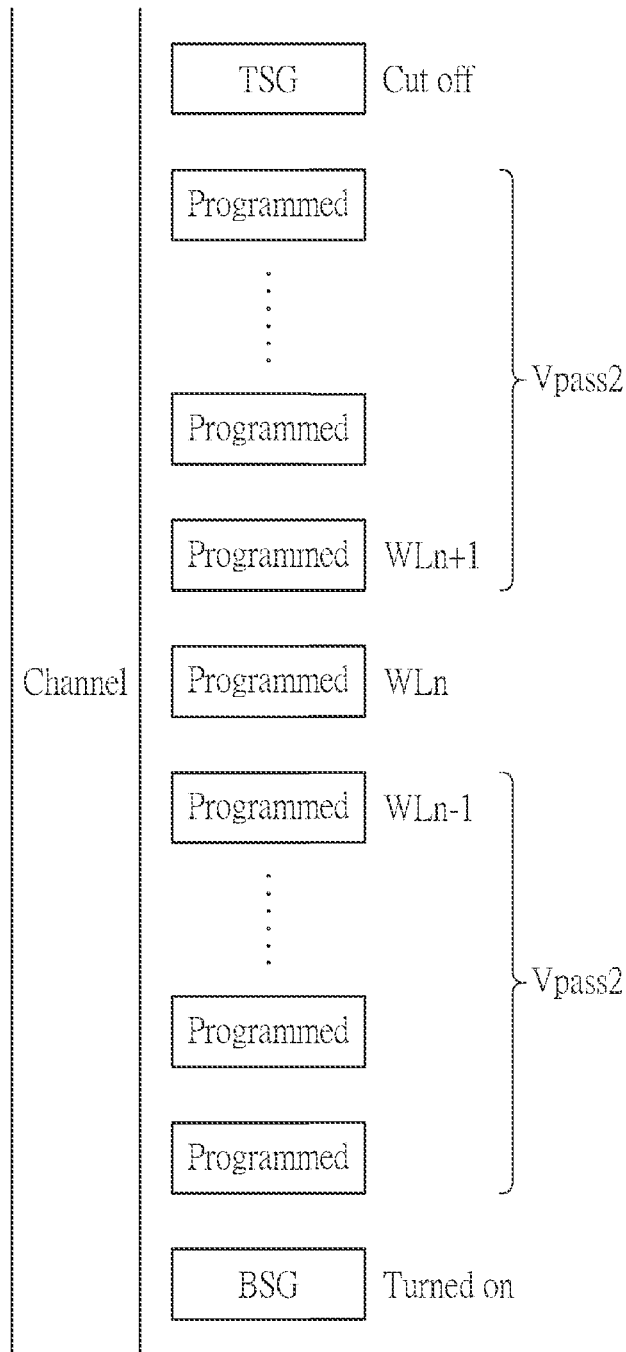 TSG Cut off
Programmed
Vpass2
Programmed
Programmed WLn+1
Channel Programmed WLn
Programmed WLn-1
Vpass2
Programmed
Programmed
BSG Turned on